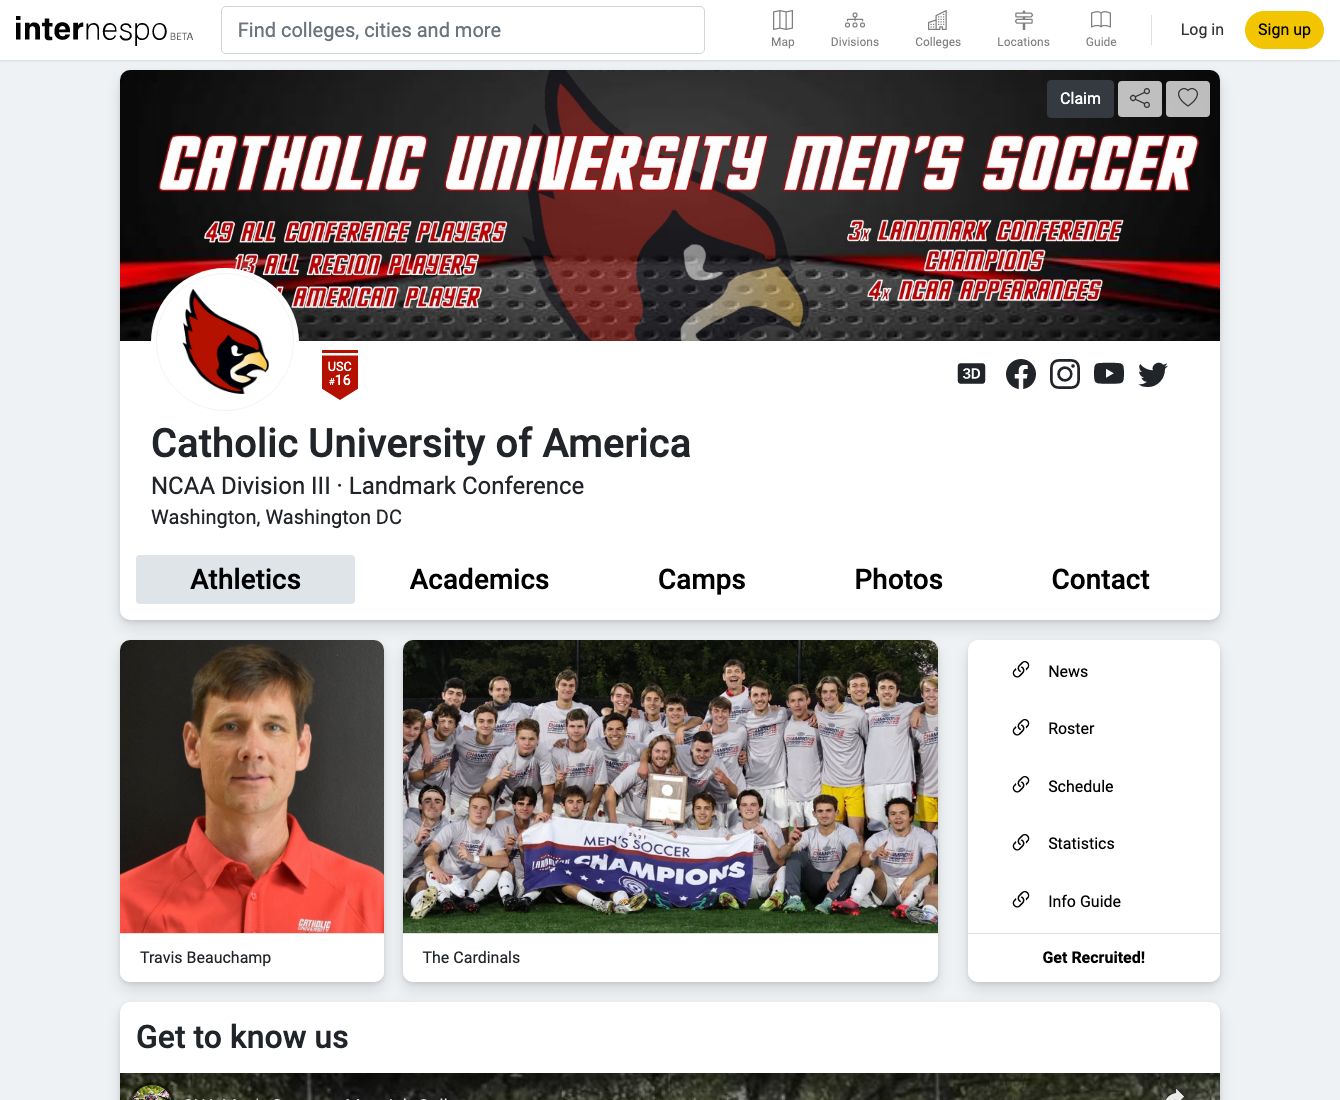 internespo BETA
Find colleges, cities and more
Map
Divisions
Colleges
Locations
Guide
Log in
Sign up
Claim
CATHOLIC UNIVERSITY MEN'S SOCCER
49 ALL CONFERENCE PLAYERS
13 ALL REGION PLAYERS
ALL AMERICAN PLAYER
3x LANDMARK CONFERENCE
CHAMPIONS
4x NCAA APPEARANCES
USC
#16
3D
Catholic University of America
NCAA Division III · Landmark Conference
Washington, Washington DC
Athletics
Academics
Camps
Photos
Contact
CATHOLIC
UNIVERSITY
Travis Beauchamp
2021
MEN'S SOCCER
LANDMARK CHAMPIONS
The Cardinals
News
Roster
Schedule
Statistics
Info Guide
Get Recruited!
Get to know us